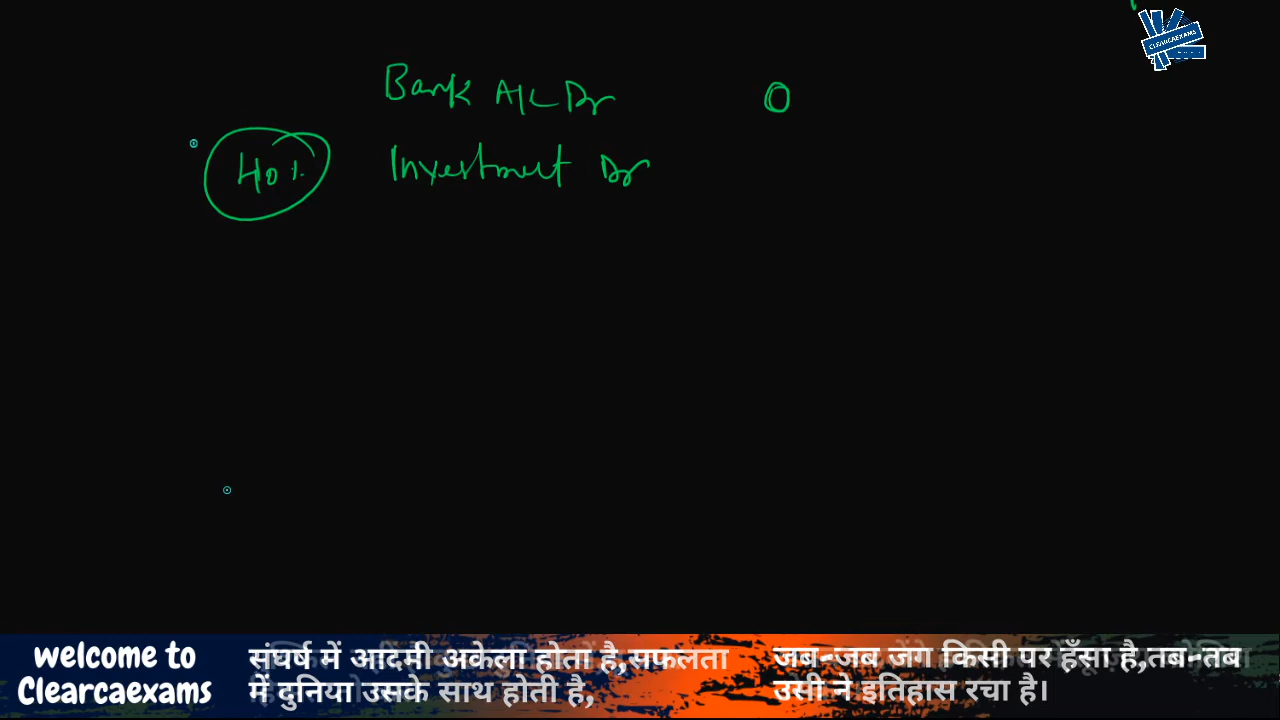 CLEARCAEXAMS
Bank A/C Dr 0
40% Investment Dr
welcome to
Clearcaexams
संघर्ष में आदमी अकेला होता है,सफलता
में दुनिया उसके साथ होती है,
जब-जब जग किसी पर हँसा है,तब-तब
उसी ने इतिहास रचा है।